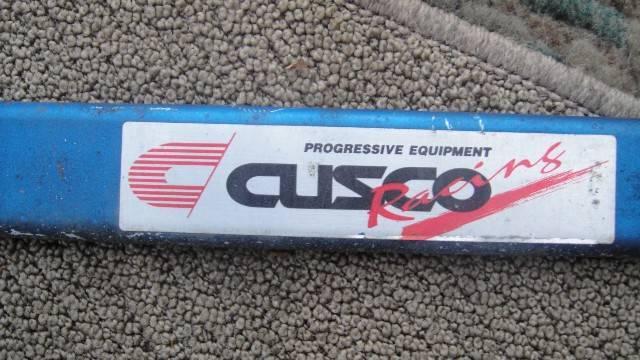 PROGRESSIVE EQUIPMENT
CUSCO
Racing